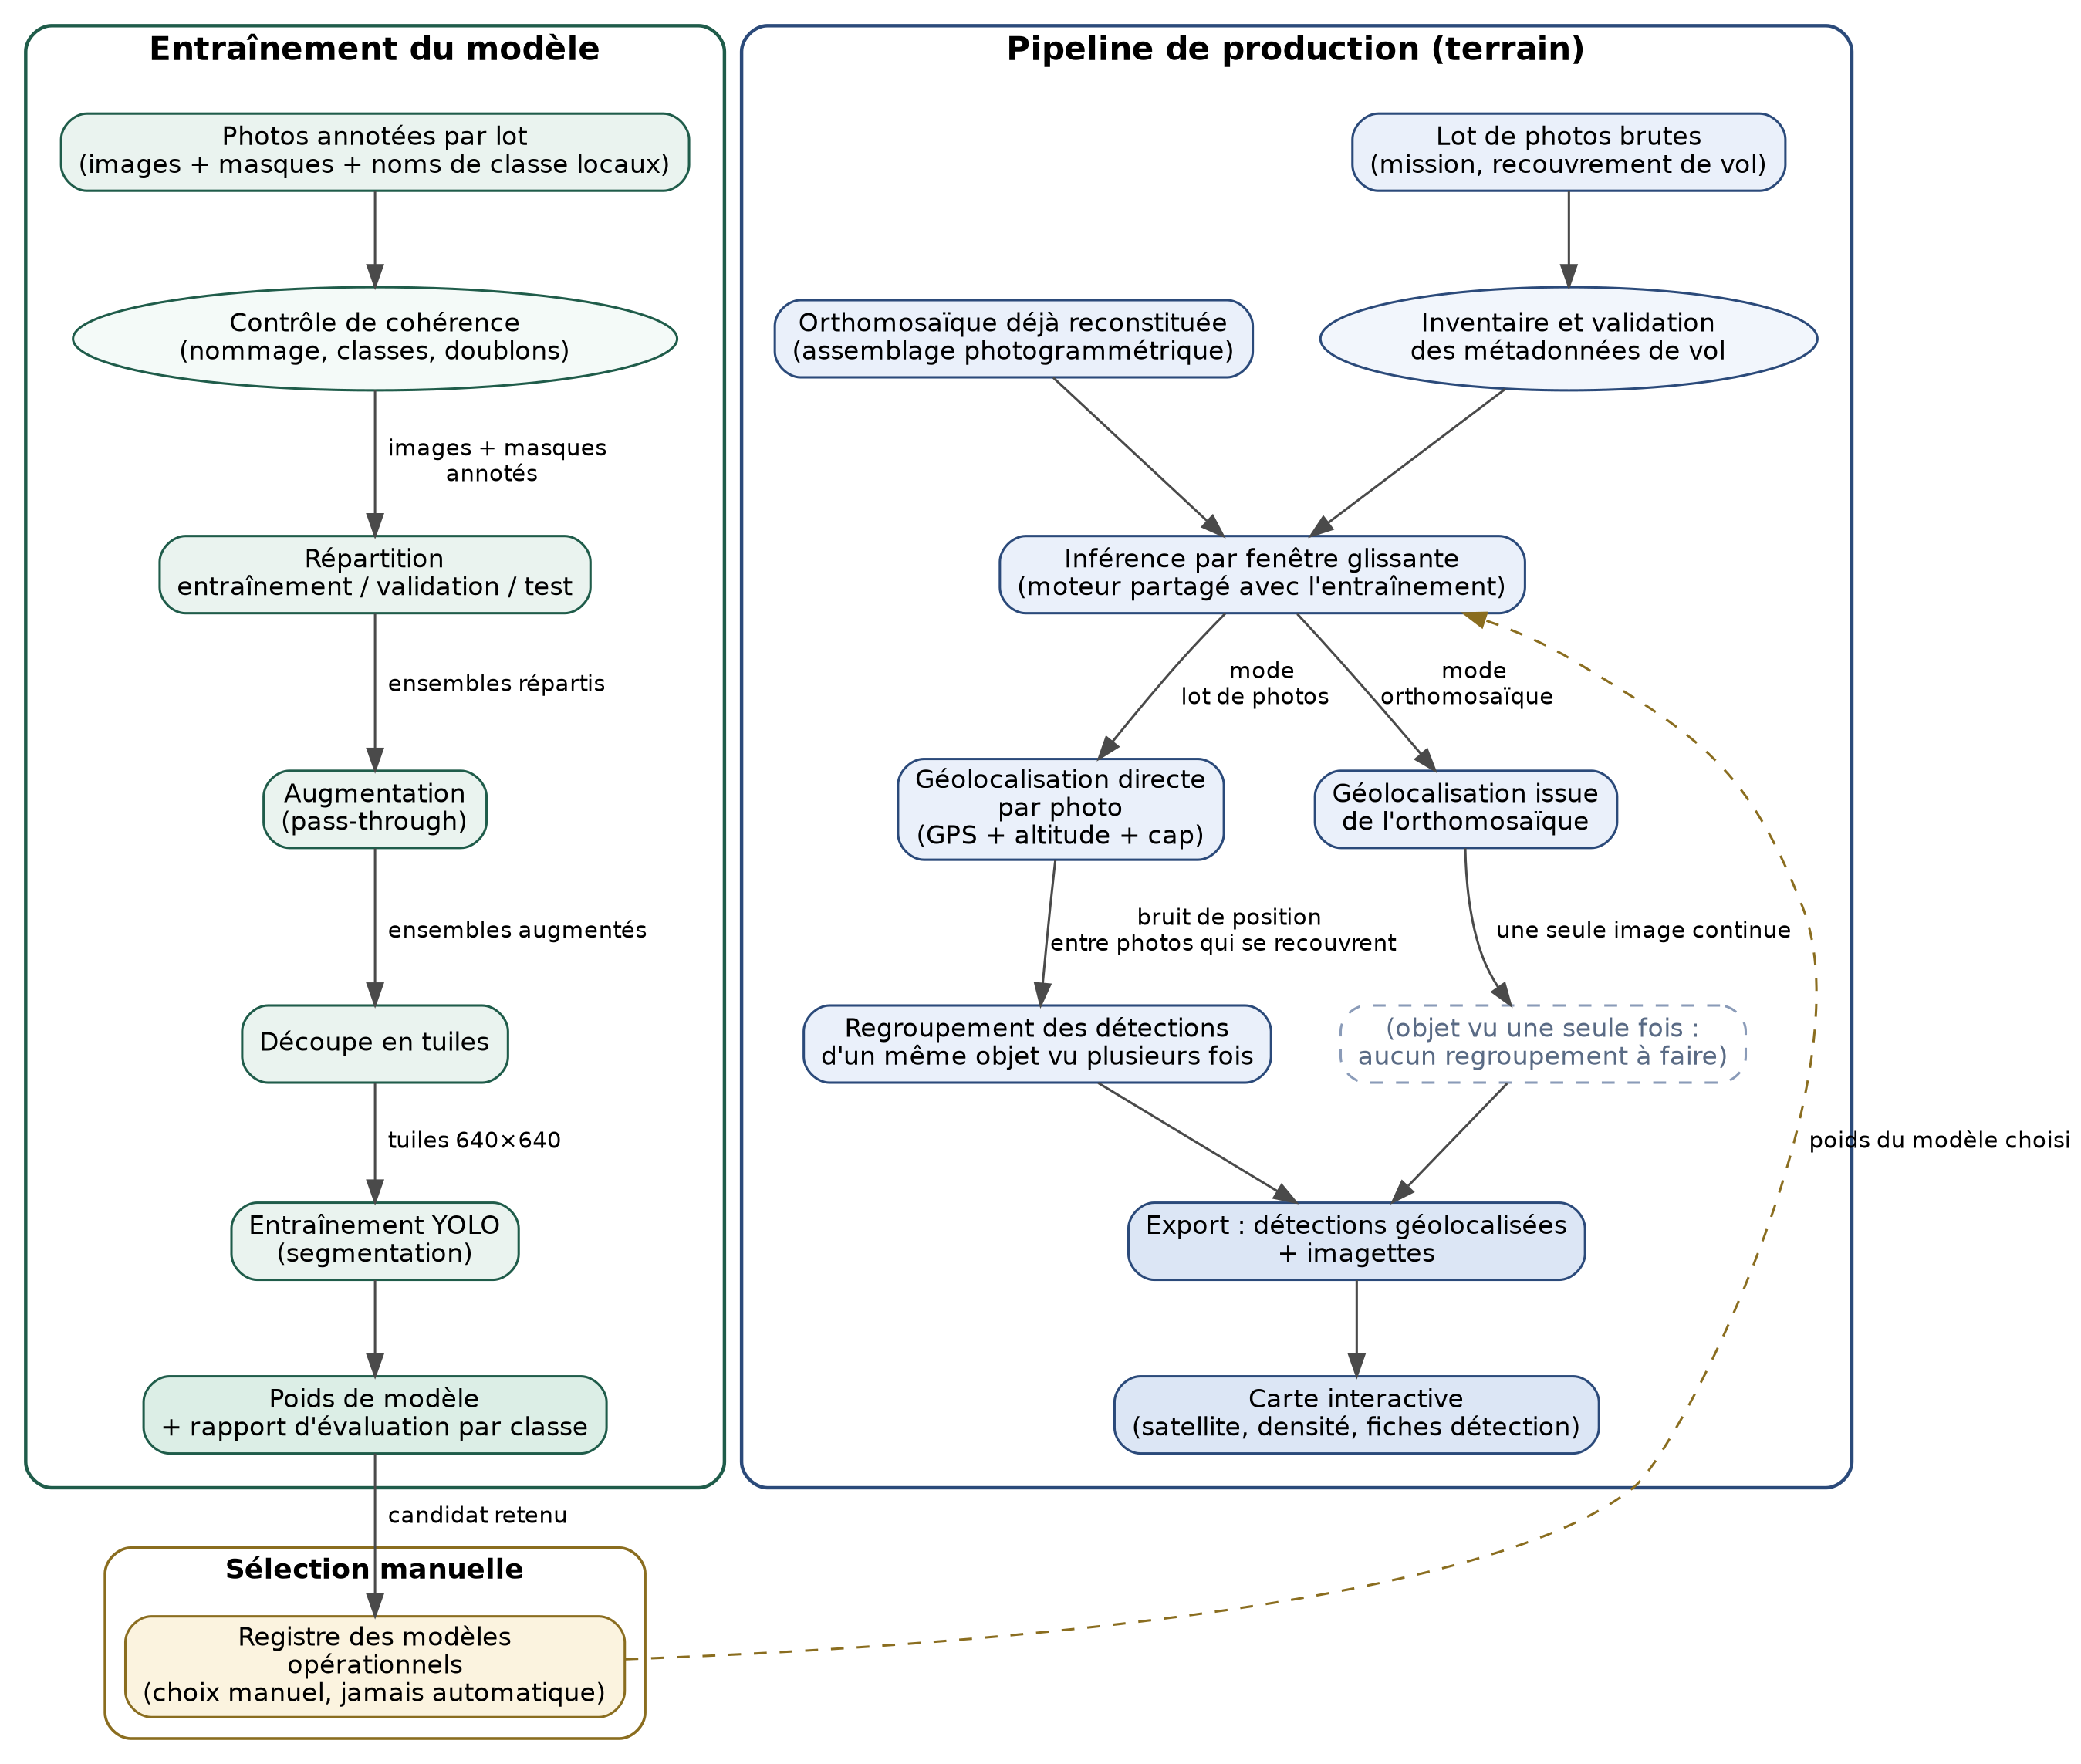 Entraînement du modèle
Photos annotées par lot
(images + masques + noms de classe locaux)
Contrôle de cohérence
(nommage, classes, doublons)
images + masques
annotés
Répartition
entraînement / validation / test
ensembles répartis
Augmentation
(pass-through)
ensembles augmentés
Découpe en tuiles
tuiles 640×640
Entraînement YOLO
(segmentation)
Poids de modèle
+ rapport d'évaluation par classe
candidat retenu
Sélection manuelle
Registre des modèles
opérationnels
(choix manuel, jamais automatique)
Pipeline de production (terrain)
Lot de photos brutes
(mission, recouvrement de vol)
Orthomosaïque déjà reconstituée
(assemblage photogrammétrique)
Inventaire et validation
des métadonnées de vol
Inférence par fenêtre glissante
(moteur partagé avec l'entraînement)
mode
lot de photos
mode
orthomosaïque
Géolocalisation directe
par photo
(GPS + altitude + cap)
Géolocalisation issue
de l'orthomosaïque
bruit de position
entre photos qui se recouvrent
une seule image continue
Regroupement des détections
d'un même objet vu plusieurs fois
(objet vu une seule fois :
aucun regroupement à faire)
poids du modèle choisi
Export : détections géolocalisées
+ imagettes
Carte interactive
(satellite, densité, fiches détection)